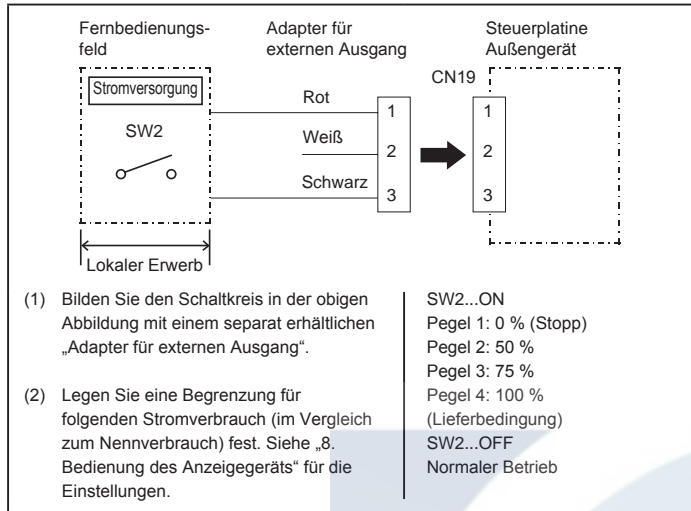 Fernbedienungs-
feld
Adapter für
externen Ausgang
Steuerplatine
Außengerät
CN19
Stromversorgung
SW2
Rot
Weiß
Schwarz
1
2
3
1
2
3
Lokaler Erwerb
(1) Bilden Sie den Schaltkreis in der obigen
Abbildung mit einem separat erhältlichen
„Adapter für externen Ausgang“.
(2) Legen Sie eine Begrenzung für
folgenden Stromverbrauch (im Vergleich
zum Nennverbrauch) fest. Siehe „8.
Bedienung des Anzeigegeräts“ für die
Einstellungen.
SW2...ON
Pegel 1: 0 % (Stopp)
Pegel 2: 50 %
Pegel 3: 75 %
Pegel 4: 100 %
(Lieferbedingung)
SW2...OFF
Normaler Betrieb